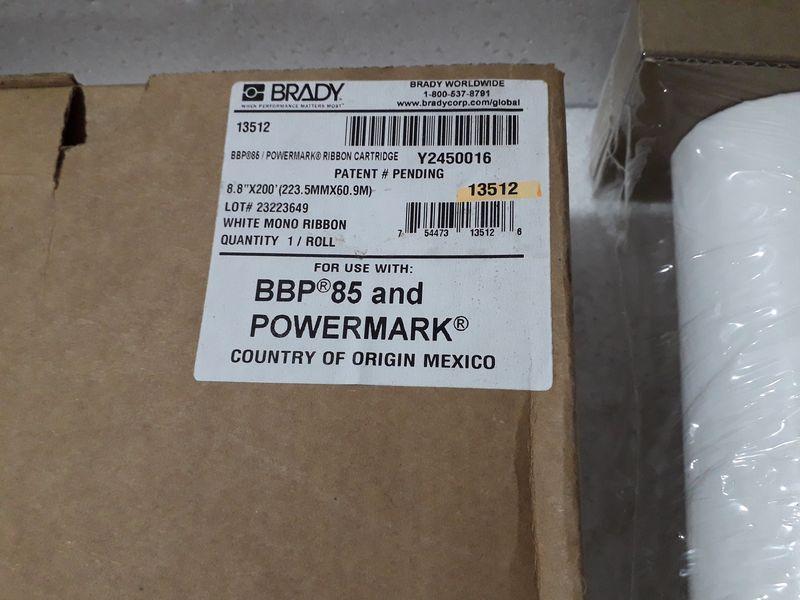 BRADY
WHEN PERFORMANCE MATTERS MOST™
BRADY WORLDWIDE
1-800-537-8791
www.bradycorp.com/global
13512
BBP®85 / POWERMARK® RIBBON CARTRIDGE Y2450016
PATENT # PENDING
8.8"X200'(223.5MMX60.9M) 13512
LOT# 23223649
WHITE MONO RIBBON
QUANTITY 1 / ROLL
7 54473 13512 6
FOR USE WITH:
BBP®85 and
POWERMARK®
COUNTRY OF ORIGIN MEXICO